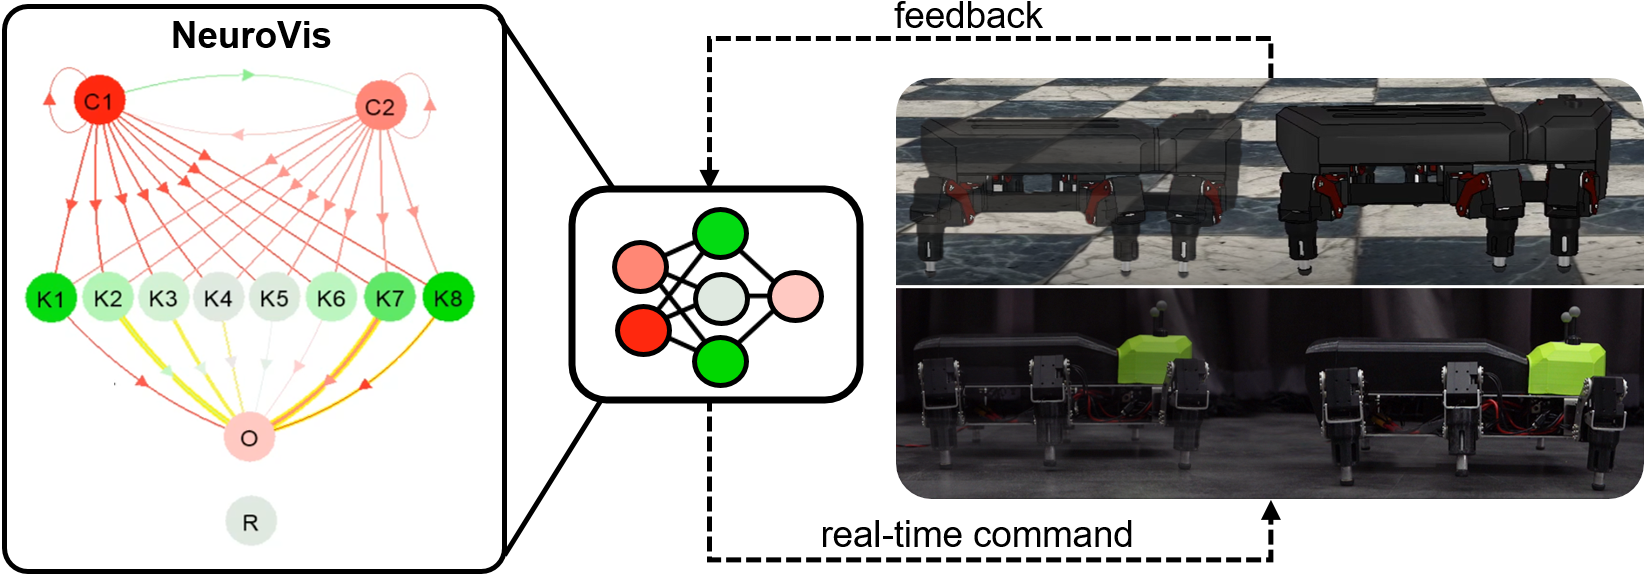 NeuroVis
C1
C2
K1
K2
K3
K4
K5
K6
K7
K8
O
R
feedback
real-time command